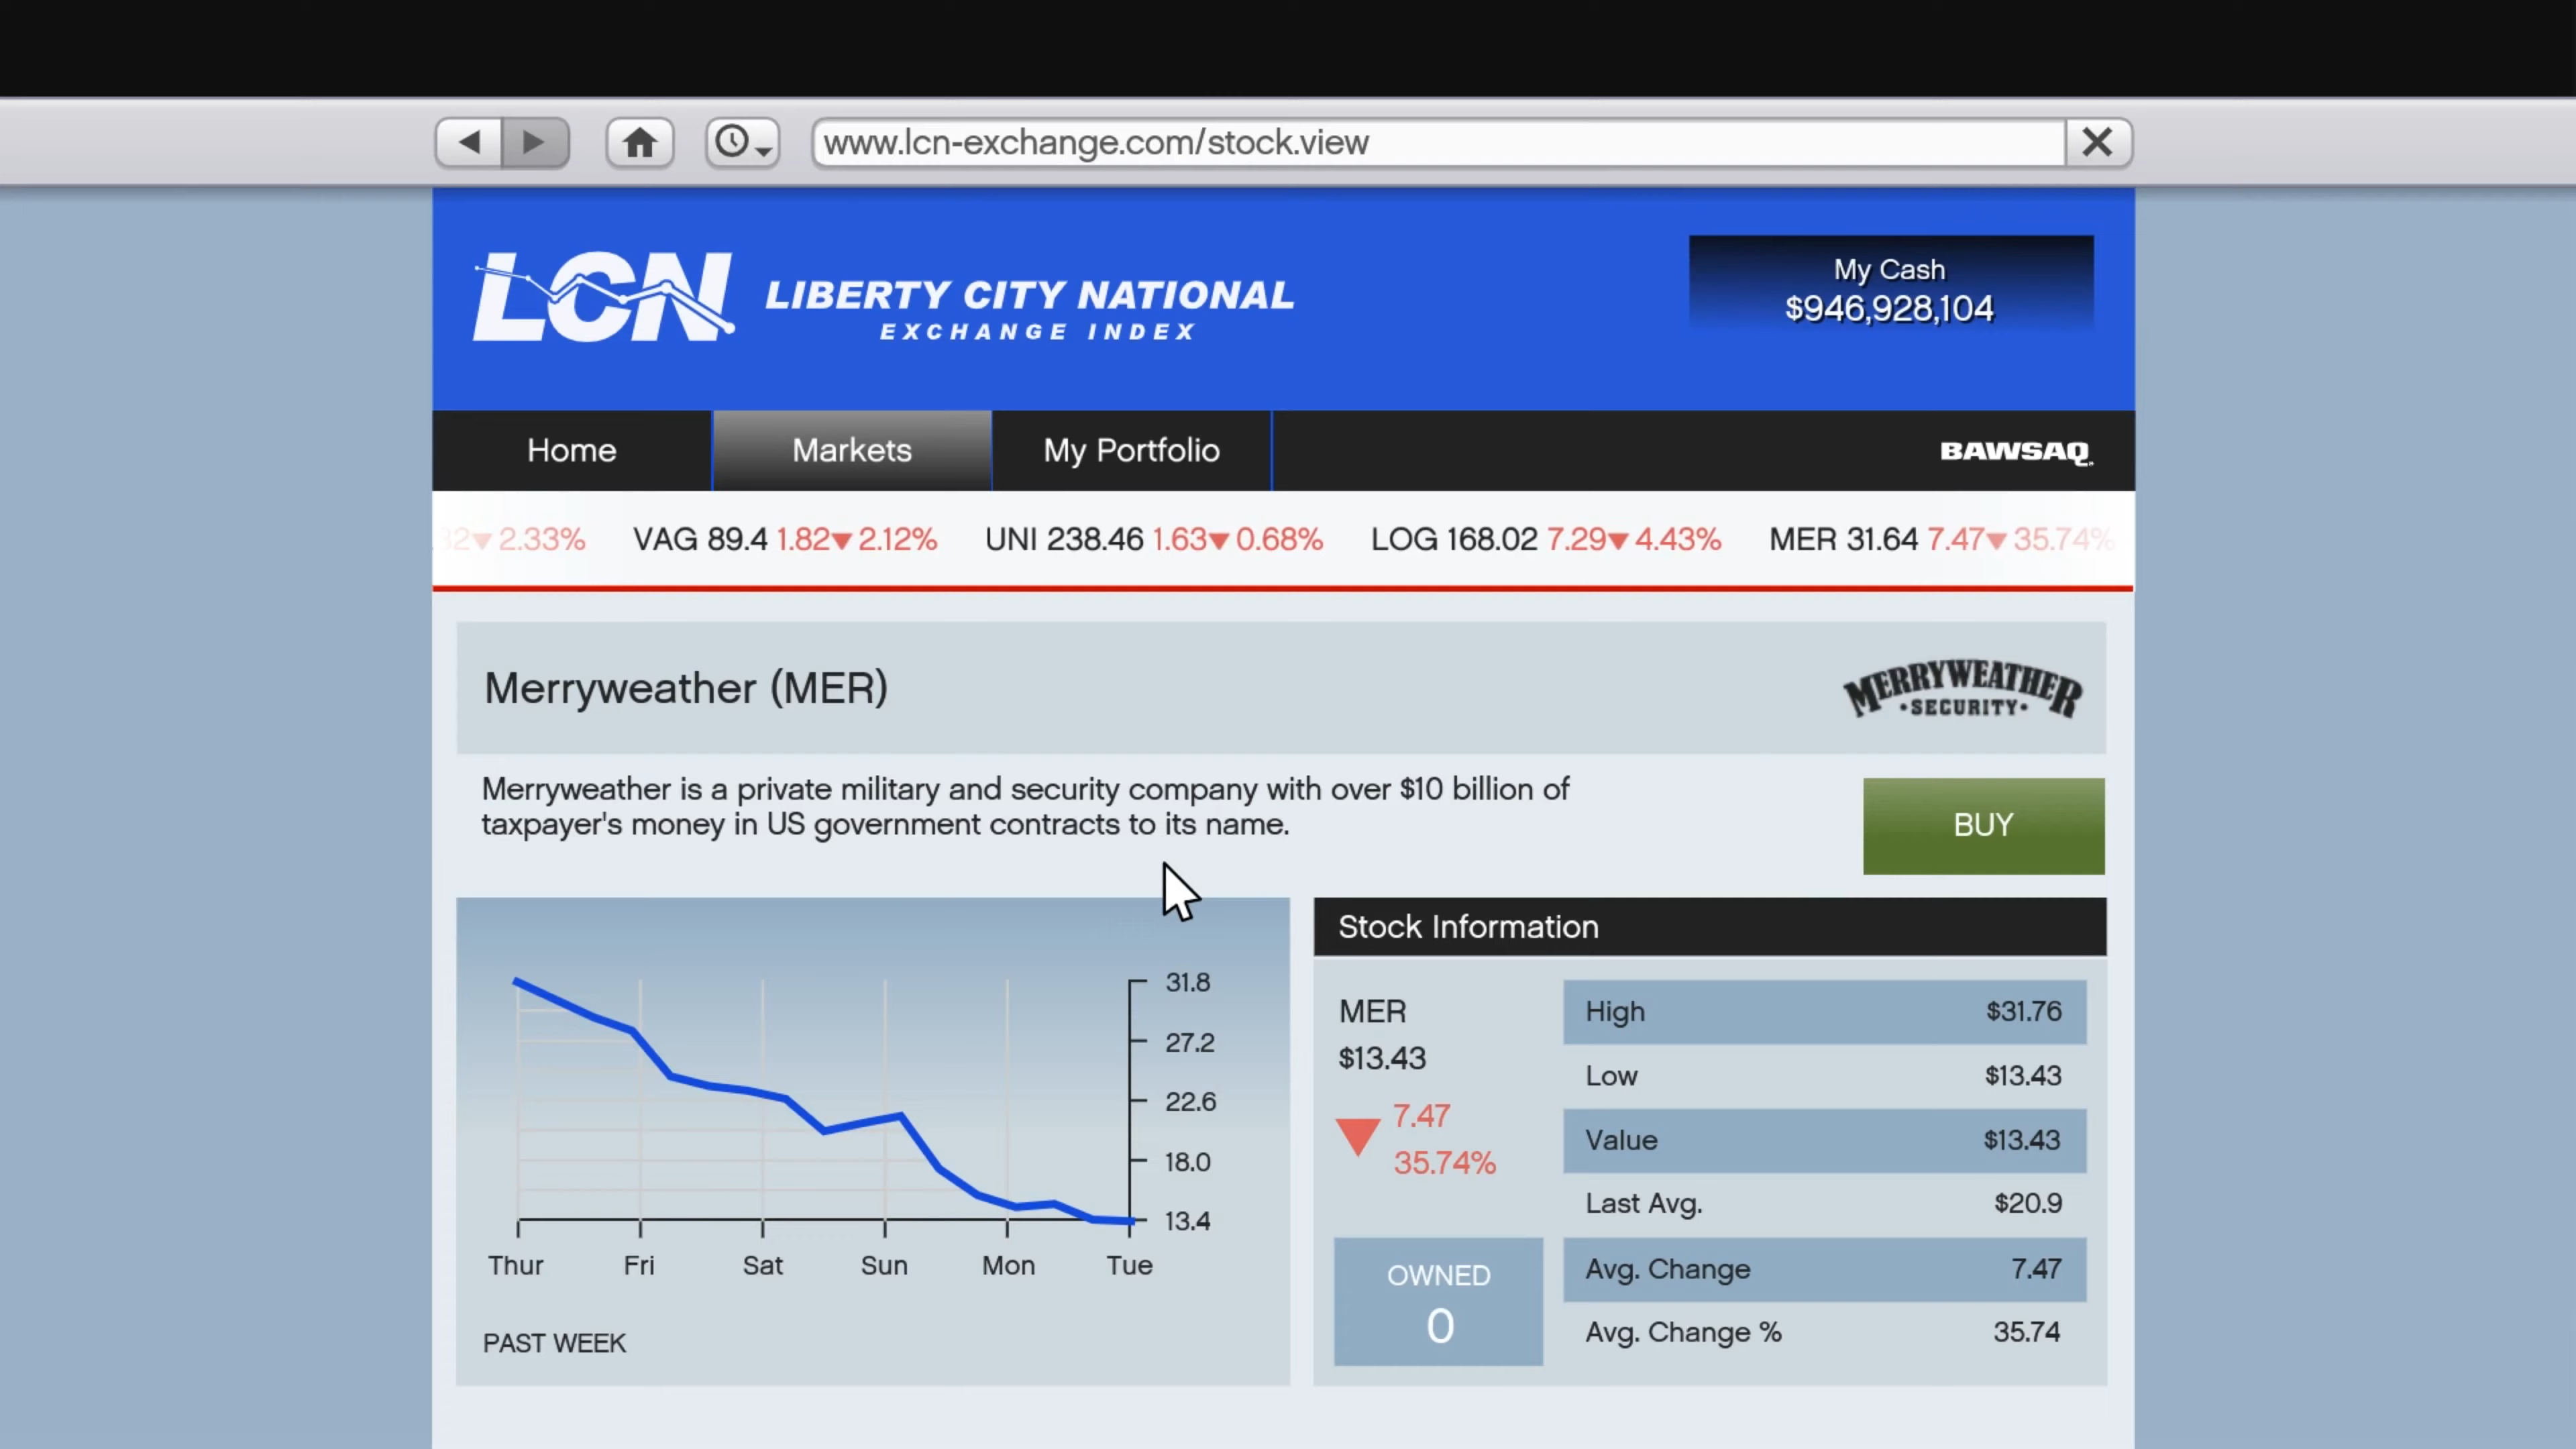 www.lcn-exchange.com/stock.view
LCN LIBERTY CITY NATIONAL
EXCHANGE INDEX
My Cash
$946,928,104
Home Markets My Portfolio BAWSAQ
2.33% VAG 89.4 1.82▼2.12% UNI 238.46 1.63▼0.68% LOG 168.02 7.29▼4.43% MER 31.64 7.47▼35.74%
Merryweather (MER)
MERRYWEATHER
·SECURITY·
Merryweather is a private military and security company with over $10 billion of
taxpayer's money in US government contracts to its name.
BUY
31.8
27.2
22.6
18.0
13.4
Thur Fri Sat Sun Mon Tue
PAST WEEK
Stock Information
MER
$13.43
▼ 7.47
35.74%
OWNED
0
High $31.76
Low $13.43
Value $13.43
Last Avg. $20.9
Avg. Change 7.47
Avg. Change % 35.74